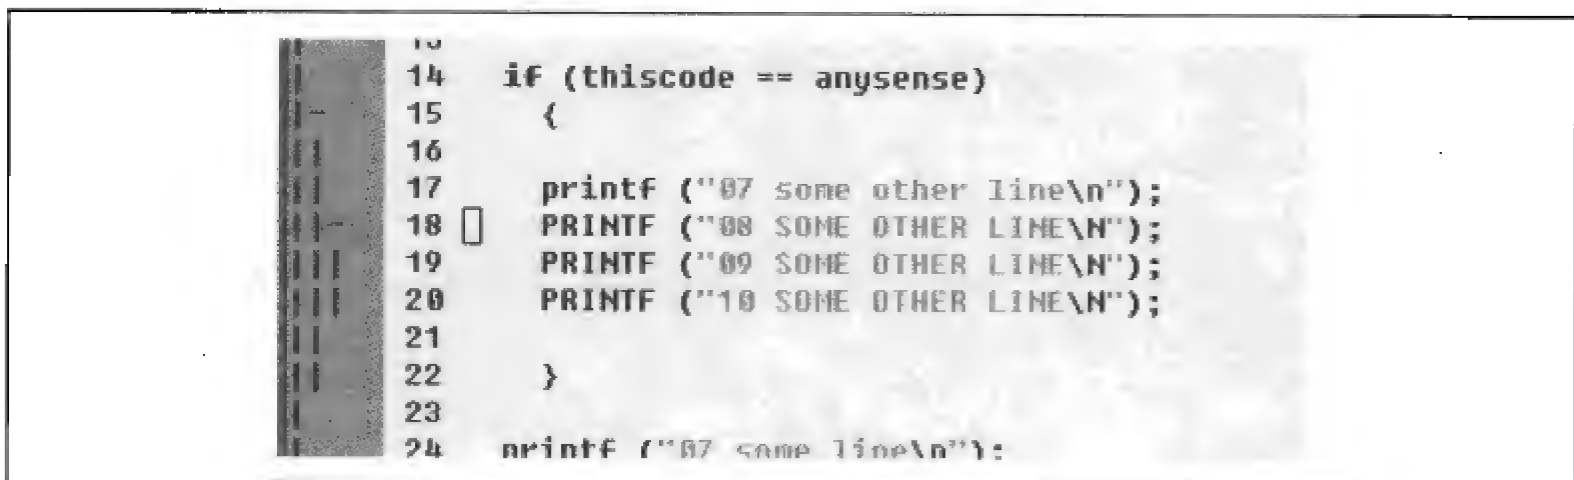 14 if (thiscode == anysense)
15 {
16
17 printf ("07 some other line\n");
18 PRINTF ("08 SOME OTHER LINE\N");
19 PRINTF ("09 SOME OTHER LINE\N");
20 PRINTF ("10 SOME OTHER LINE\N");
21
22 }
23
24 printf ("07 some line\n");